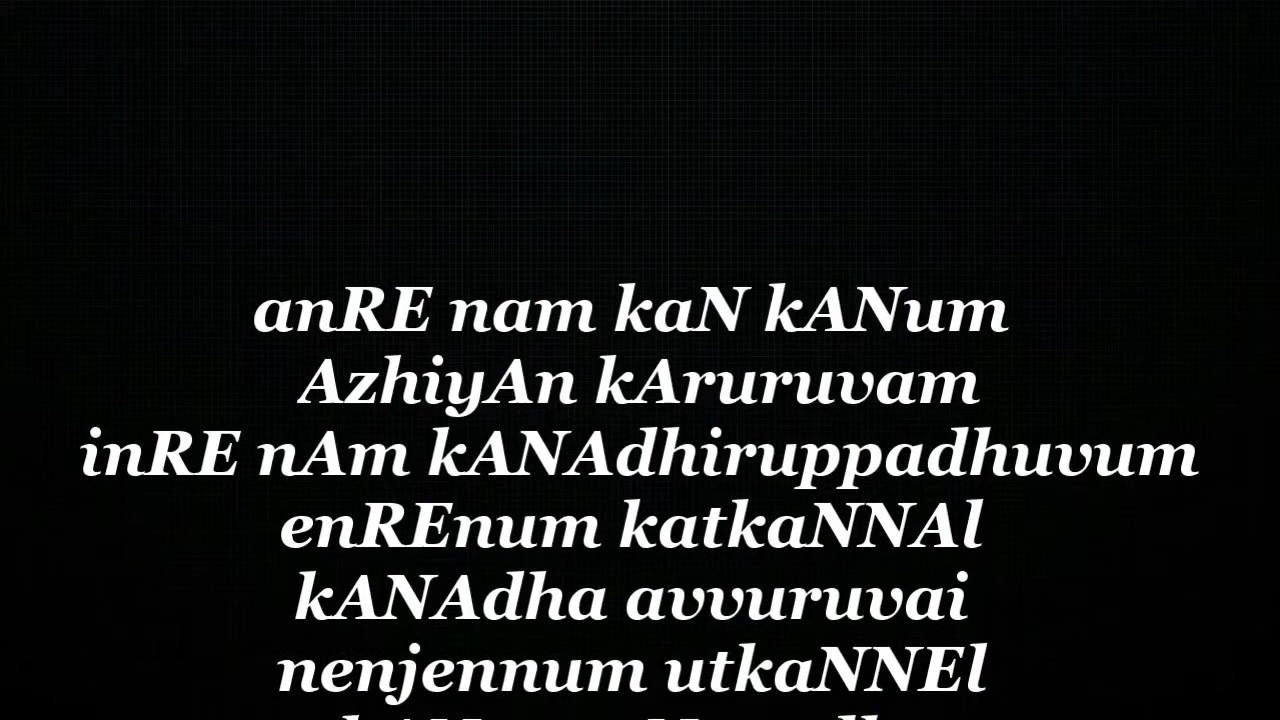 anRE nam kaN kANum
AzhiyAn kAruruvam
inRE nAm kANAdhiruppadhuvum
enREnum katkaNNAl
kANAdha avvuruvai
nenjennum utkaNNEl